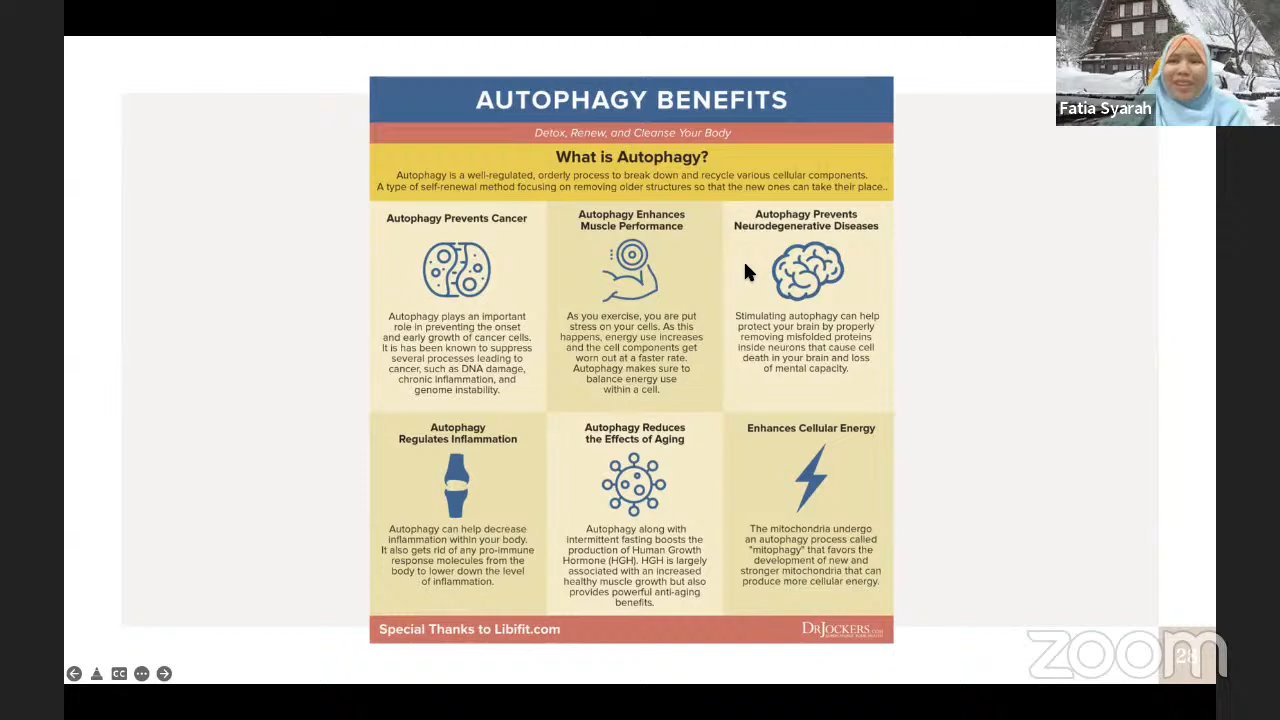 AUTOPHAGY BENEFITS
Detox, Renew, and Cleanse Your Body
What is Autophagy?
Autophagy is a well-regulated, orderly process to break down and recycle various cellular components.
A type of self-renewal method focusing on removing older structures so that the new ones can take their place..
Autophagy Prevents Cancer
Autophagy plays an important
role in preventing the onset
and early growth of cancer cells.
It is has been known to suppress
several processes leading to
cancer, such as DNA damage,
chronic inflammation, and
genome instability.
Autophagy Enhances
Muscle Performance
As you exercise, you are put
stress on your cells. As this
happens, energy use increases
and the cell components get
worn out at a faster rate.
Autophagy makes sure to
balance energy use
within a cell.
Autophagy Prevents
Neurodegenerative Diseases
Stimulating autophagy can help
protect your brain by properly
removing misfolded proteins
inside neurons that cause cell
death in your brain and loss
of mental capacity.
Autophagy
Regulates Inflammation
Autophagy can help decrease
inflammation within your body.
It also gets rid of any pro-immune
response molecules from the
body to lower down the level
of inflammation.
Autophagy Reduces
the Effects of Aging
Autophagy along with
intermittent fasting boosts the
production of Human Growth
Hormone (HGH). HGH is largely
associated with an increased
healthy muscle growth but also
provides powerful anti-aging
benefits.
Enhances Cellular Energy
The mitochondria undergo
an autophagy process called
"mitophagy" that favors the
development of new and
stronger mitochondria that can
produce more cellular energy.
Special Thanks to Libifit.com
DRJOCKERS.COM
Fatia Syarah
zoom
28
CC